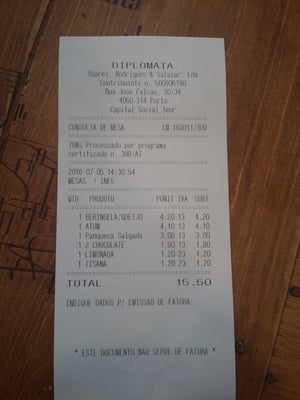 DIPLOMATA
Soares, Rodrigues & Salazar, Lda
Contribuinte n. 500906190
Rua Jose Falcao, 30/34
4050 314 Porto
Capital Social 1eur
CONSULTA DE MESA CM 160011/309
Processado por programa
certificado n. 390/AT
2016-07-05 14:30:54
MESAS / INES
QTD PRODUTO PUNIT IVA SUBT
1 BERINGELA/QUEIJO 4.20 13 4.20
1 ATUM 4.10 13 4.10
1 Panqueca Salgada 3.00 13 3.00
1 2 CHOCOLATE 1.80 13 1.80
1 LIMONADA 1.20 23 1.20
1 TISANA 1.20 23 1.20
TOTAL 15.50
INDIQUE DADOS P/ EMISSAO DE FATURA:
* ESTE DOCUMENTO NAO SERVE DE FATURA *